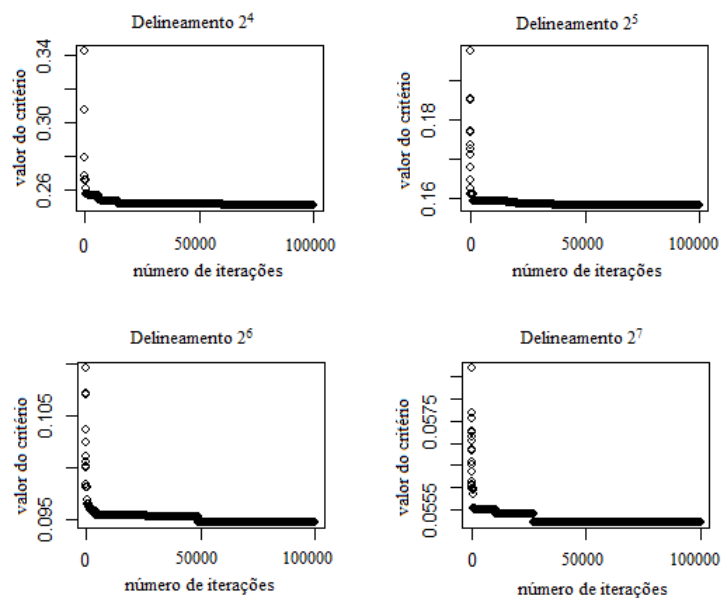 Delineamento 2⁴
valor do critério
0.34
0.30
0.26
0
50000
100000
número de iterações
Delineamento 2⁵
valor do critério
0.18
0.16
0
50000
100000
número de iterações
Delineamento 2⁶
valor do critério
0.105
0.095
0
50000
100000
número de iterações
Delineamento 2⁷
valor do critério
0.0575
0.0555
0
50000
100000
número de iterações